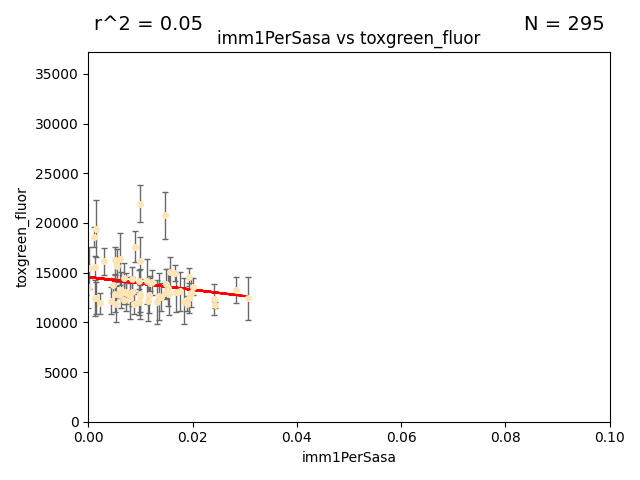 r^2 = 0.05
N = 295
imm1PerSasa vs toxgreen_fluor
toxgreen_fluor
35000
30000
25000
20000
15000
10000
5000
0
0.00
0.02
0.04
0.06
0.08
0.10
imm1PerSasa